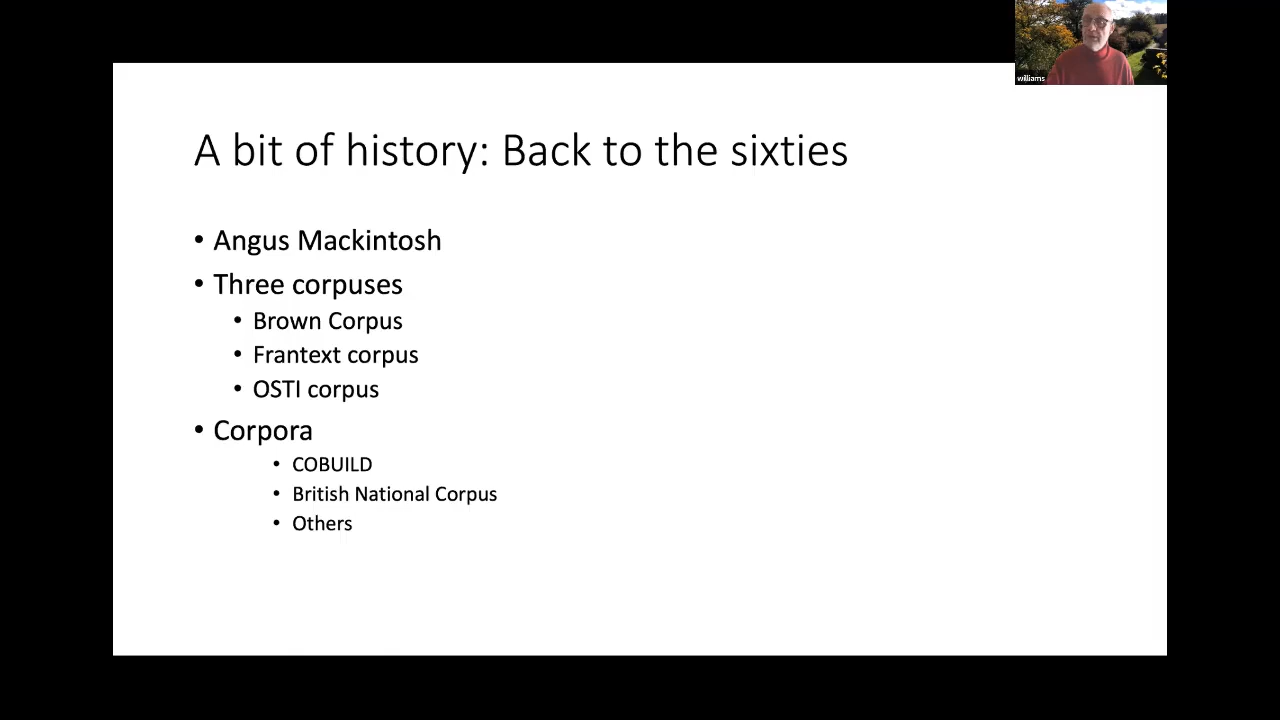 williams
A bit of history: Back to the sixties
• Angus Mackintosh
• Three corpuses
• Brown Corpus
• Frantext corpus
• OSTI corpus
• Corpora
• COBUILD
• British National Corpus
• Others